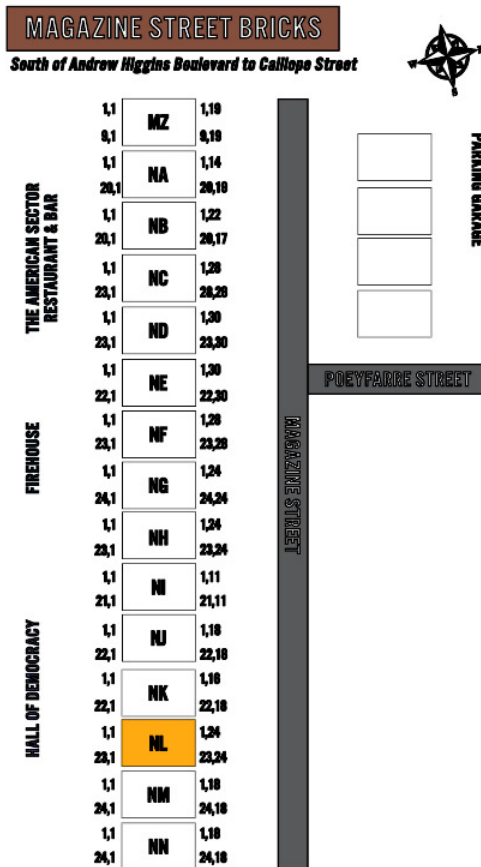 MAGAZINE STREET BRICKS
South of Andrew Higgins Boulevard to Calliope Street
N
E
S
W
PARKING GARAGE
THE AMERICAN SECTOR
RESTAURANT & BAR
FIREHOUSE
HALL OF DEMOCRACY
1,1 MZ 1,19
9,1 9,19
1,1 NA 1,14
20,1 20,18
1,1 NB 1,22
20,1 20,17
1,1 NC 1,28
23,1 28,28
1,1 ND 1,30
23,1 23,30
1,1 NE 1,30
22,1 22,30
1,1 NF 1,28
23,1 23,28
1,1 NG 1,24
24,1 24,24
1,1 NH 1,24
23,1 23,24
1,1 NI 1,11
21,1 21,11
1,1 NJ 1,18
22,1 22,18
1,1 NK 1,16
22,1 22,18
1,1 NL 1,24
23,1 23,24
1,1 NM 1,18
24,1 24,18
1,1 NN 1,18
24,1 24,18
MAGAZINE STREET
POEYFARRE STREET